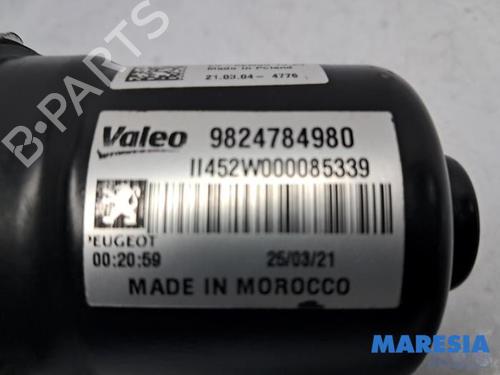 Made in Poland
21.03.04- 4776
Valeo 9824784980
II452W000085339
PEUGEOT
00:20:59 25/03/21
MADE IN MOROCCO
B-PARTS
MARESIA